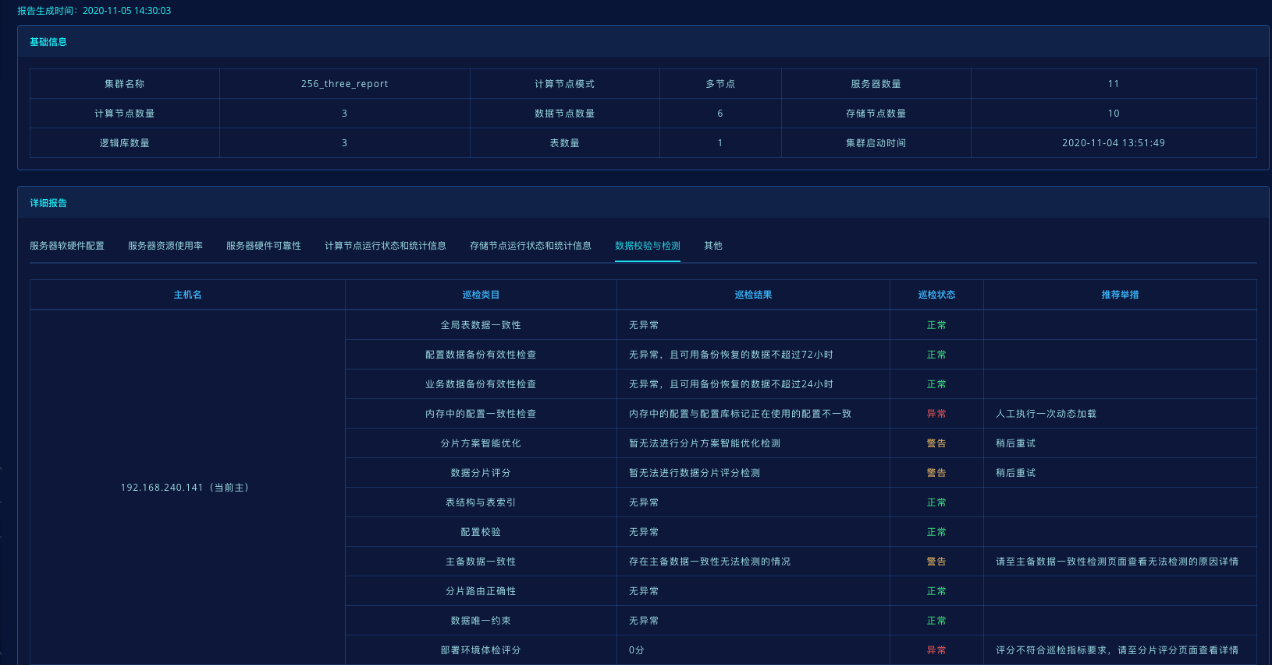 报告生成时间：2020-11-05 14:30:03
基础信息
集群名称 256_three_report 计算节点模式 多节点 服务器数量 11
计算节点数量 3 数据节点数量 6 存储节点数量 10
逻辑库数量 3 表数量 1 集群启动时间 2020-11-04 13:51:49
详细报告
服务器软硬件配置 服务器资源使用率 服务器硬件可靠性 计算节点运行状态和统计信息 存储节点运行状态和统计信息 数据校验与检测 其他
主机名 巡检类目 巡检结果 巡检状态 推荐举措
全局表数据一致性 无异常 正常
配置数据备份有效性检查 无异常，且可用备份恢复的数据不超过72小时 正常
业务数据备份有效性检查 无异常，且可用备份恢复的数据不超过24小时 正常
内存中的配置一致性检查 内存中的配置与配置库标记正在使用的配置不一致 异常 人工执行一次动态加载
分片方案智能优化 暂无法进行分片方案智能优化检测 警告 稍后重试
数据分片评分 暂无法进行数据分片评分检测 警告 稍后重试
192.168.240.141（当前主）
表结构与表索引 无异常 正常
配置校验 无异常 正常
主备数据一致性 存在主备数据一致性无法检测的情况 警告 请至主备数据一致性检测页面查看无法检测的原因详情
分片路由正确性 无异常 正常
数据唯一约束 无异常 正常
部署环境体检评分 0分 异常 评分不符合巡检指标要求，请至分片评分页面查看详情